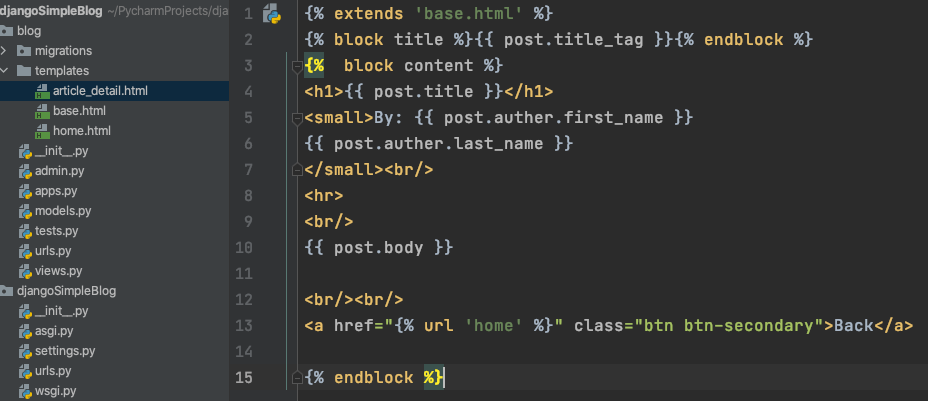 djangoSimpleBlog ~/PycharmProjects/dja
blog
migrations
templates
article_detail.html
base.html
home.html
__init__.py
admin.py
apps.py
models.py
tests.py
urls.py
views.py
djangoSimpleBlog
__init__.py
asgi.py
settings.py
urls.py
wsgi.py
1 {% extends 'base.html' %}
2 {% block title %}{{ post.title_tag }}{% endblock %}
3 {%  block content %}
4 <h1>{{ post.title }}</h1>
5 <small>By: {{ post.auther.first_name }}
6 {{ post.auther.last_name }}
7 </small><br/>
8 <hr>
9 <br/>
10 {{ post.body }}
11
12 <br/><br/>
13 <a href="{% url 'home' %}" class="btn btn-secondary">Back</a>
14
15 {% endblock %}